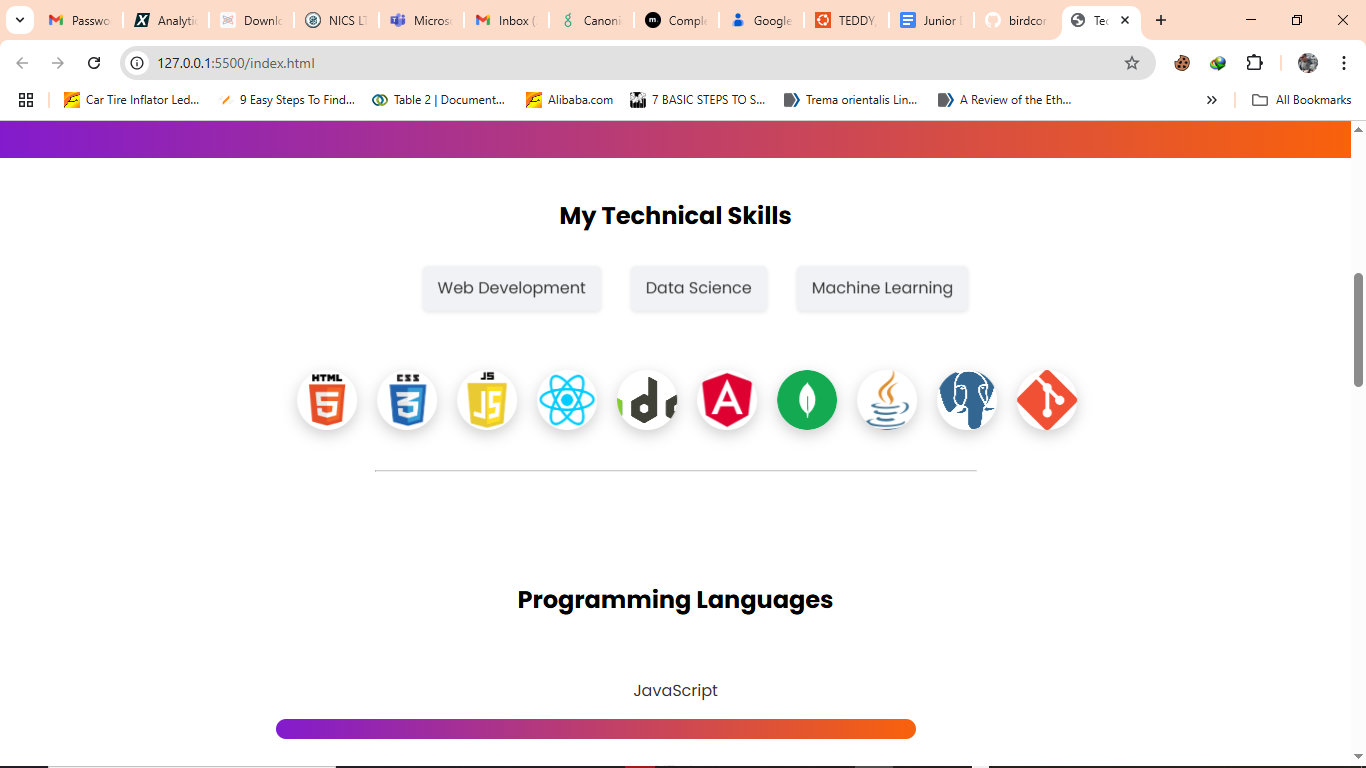 Passwo
Analytic
Downlo
NICS LT
Micros
Inbox (
Canoni
Comple
Google
TEDDY
Junior
birdcor
Tec
127.0.0.1:5500/index.html
Car Tire Inflator Led...
9 Easy Steps To Find...
Table 2 | Document...
Alibaba.com
7 BASIC STEPS TO S...
Trema orientalis Lin...
A Review of the Eth...
All Bookmarks
My Technical Skills
Web Development
Data Science
Machine Learning
HTML
5
CSS
3
JS
JS
A
Programming Languages
JavaScript